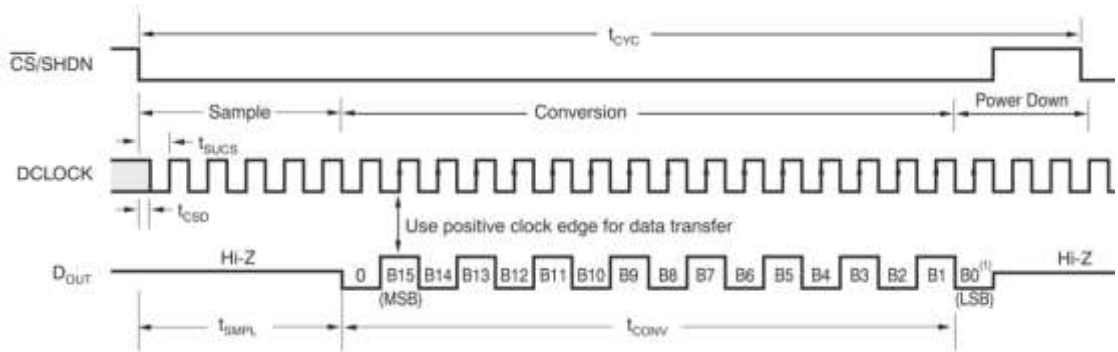 t_CYC
CS/SHDN
Sample
Conversion
Power Down
t_SUCS
DCLOCK
t_CSD
Use positive clock edge for data transfer
Hi-Z
Hi-Z
D_OUT
0 B15 B14 B13 B12 B11 B10 B9 B8 B7 B6 B5 B4 B3 B2 B1 B0(1)
(MSB)
(LSB)
t_SMPL
t_CONV